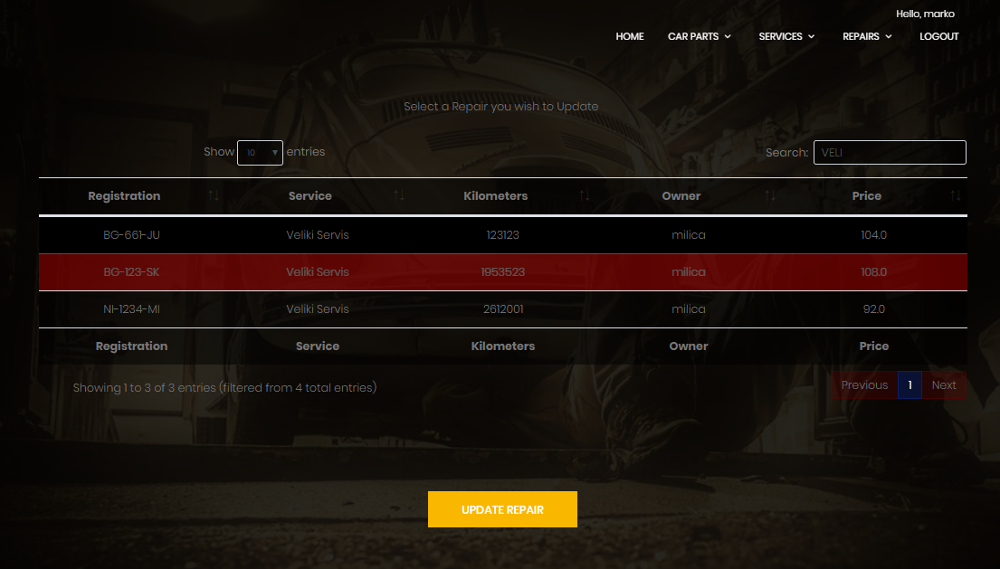 Hello, marko
HOME CAR PARTS SERVICES REPAIRS LOGOUT
Select a Repair you wish to Update
Show 10 entries Search: VELI
Registration Service Kilometers Owner Price
BG-661-JU Veliki Servis 123123 milica 104.0
BG-123-SK Veliki Servis 1953523 milica 108.0
NI-1234-MI Veliki Servis 2612001 milica 92.0
Registration Service Kilometers Owner Price
Showing 1 to 3 of 3 entries (filtered from 4 total entries) Previous 1 Next
UPDATE REPAIR